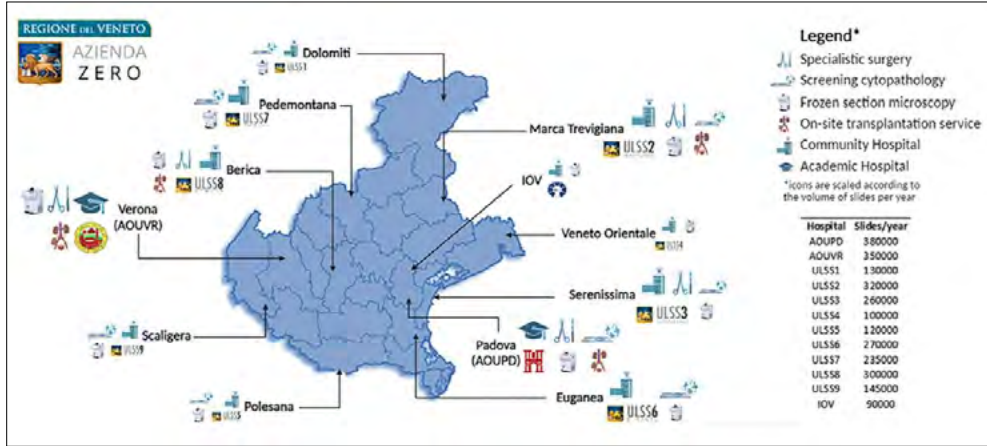 REGIONE DEL VENETO
AZIENDA
ZERO
Dolomiti
ULSS1
Pedemontana
ULSS7
Berica
ULSS8
Verona
(AOUVR)
Scaligera
ULSS9
Polesana
ULSS5
Marca Trevigiana
ULSS2
IOV
Veneto Orientale
ULSS4
Serenissima
ULSS3
Padova
(AOUPD)
Euganea
ULSS6
Legend*
Specialistic surgery
Screening cytopathology
Frozen section microscopy
On-site transplantation service
Community Hospital
Academic Hospital
*icons are scaled according to
the volume of slides per year
Hospital Slides/year
AOUPD 380000
AOUVR 350000
ULSS1 130000
ULSS2 320000
ULSS3 260000
ULSS4 100000
ULSS5 120000
ULSS6 270000
ULSS7 235000
ULSS8 300000
ULSS9 145000
IOV 90000